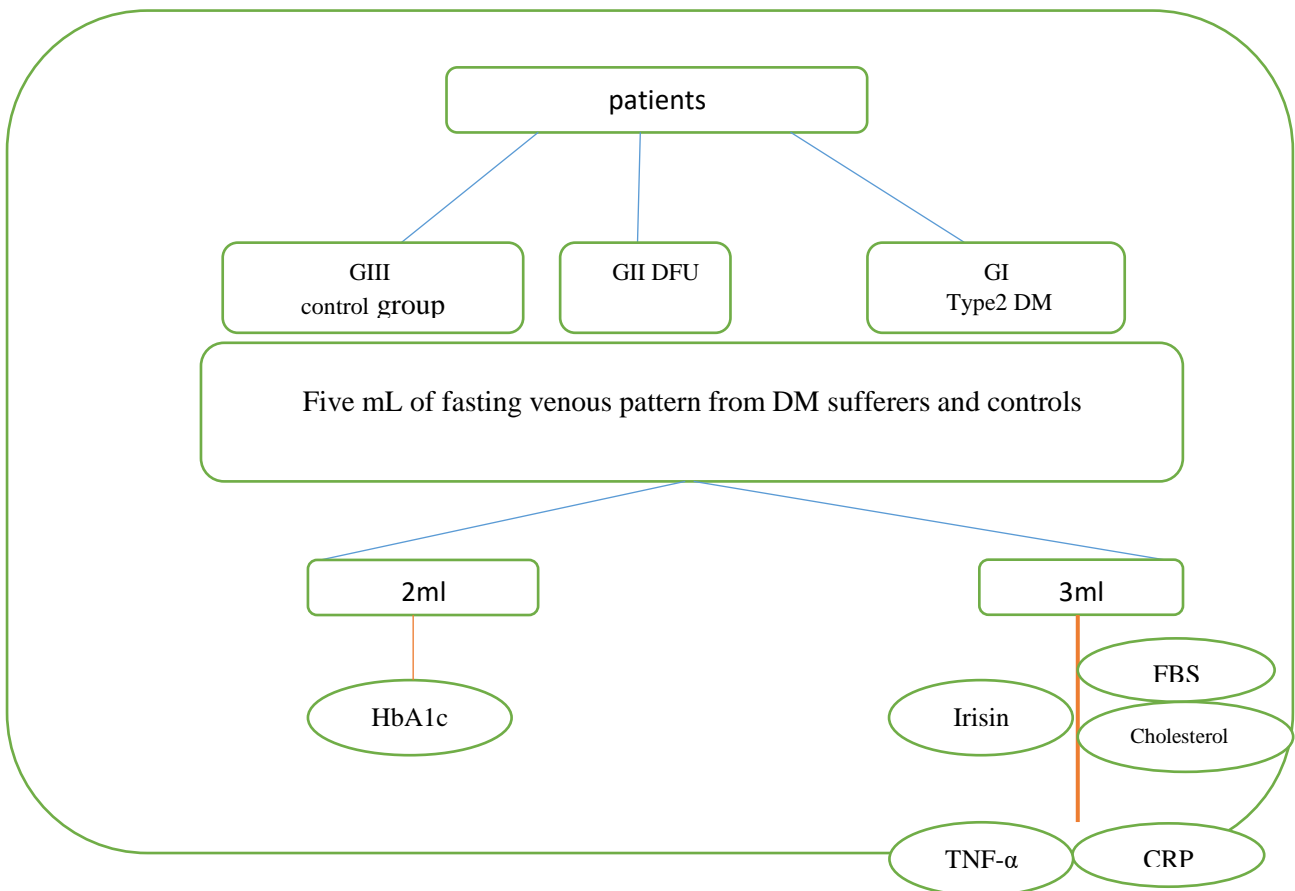 patients
GIII
control group
GII DFU
GI
Type2 DM
Five mL of fasting venous pattern from DM sufferers and controls
2ml
3ml
HbA1c
Irisin
FBS
Cholesterol
TNF-α
CRP